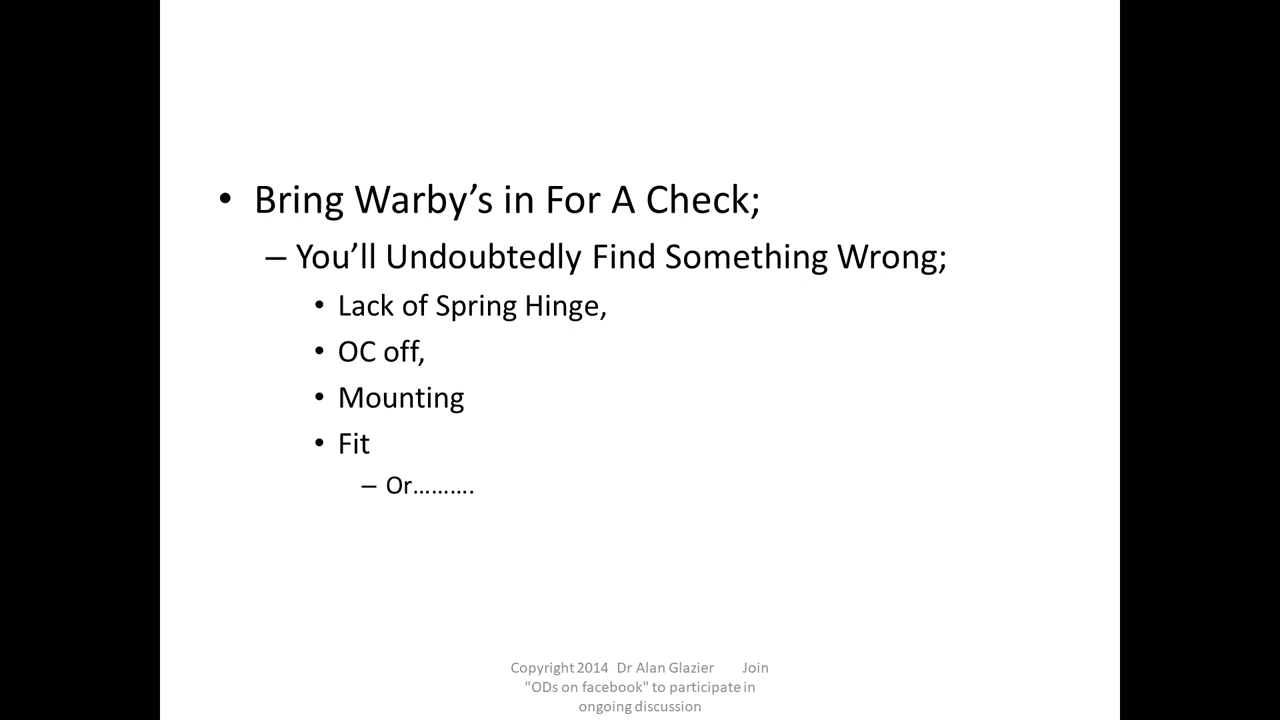 • Bring Warby’s in For A Check;
– You’ll Undoubtedly Find Something Wrong;
• Lack of Spring Hinge,
• OC off,
• Mounting
• Fit
– Or……….
Copyright 2014 Dr Alan Glazier Join
"ODs on facebook" to participate in
ongoing discussion